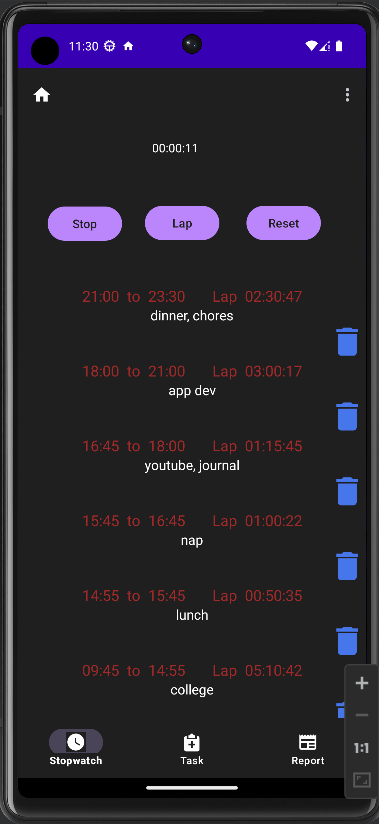 11:30
00:00:11
Stop Lap Reset
21:00 to 23:30 Lap 02:30:47
dinner, chores
18:00 to 21:00 Lap 03:00:17
app dev
16:45 to 18:00 Lap 01:15:45
youtube, journal
15:45 to 16:45 Lap 01:00:22
nap
14:55 to 15:45 Lap 00:50:35
lunch
09:45 to 14:55 Lap 05:10:42
college
1:1
Stopwatch Task Report